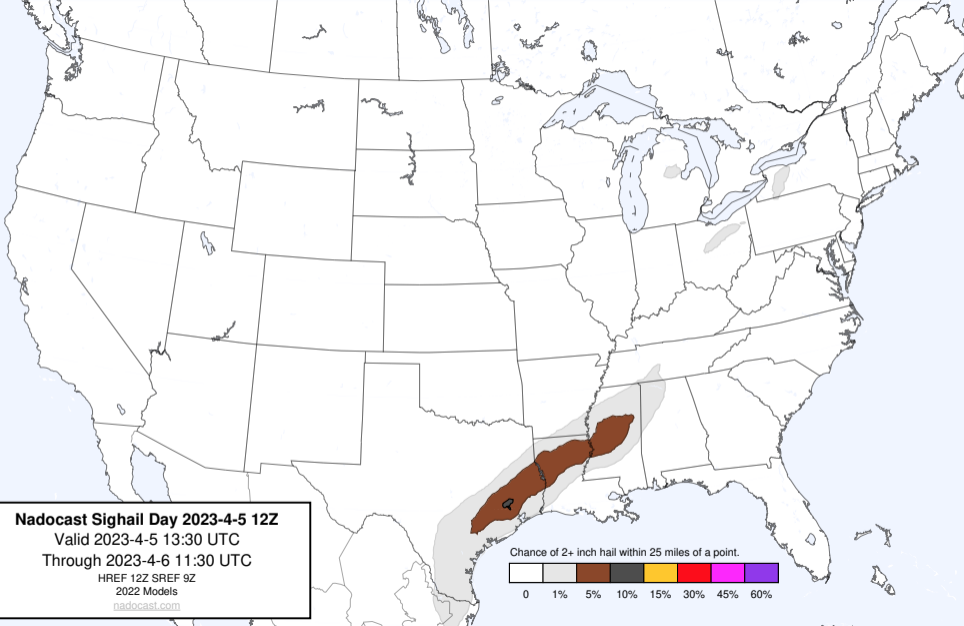 Nadocast Sighail Day 2023-4-5 12Z
Valid 2023-4-5 13:30 UTC
Through 2023-4-6 11:30 UTC
HREF 12Z SREF 9Z
2022 Models
nadocast.com
Chance of 2+ inch hail within 25 miles of a point.
0 1% 5% 10% 15% 30% 45% 60%